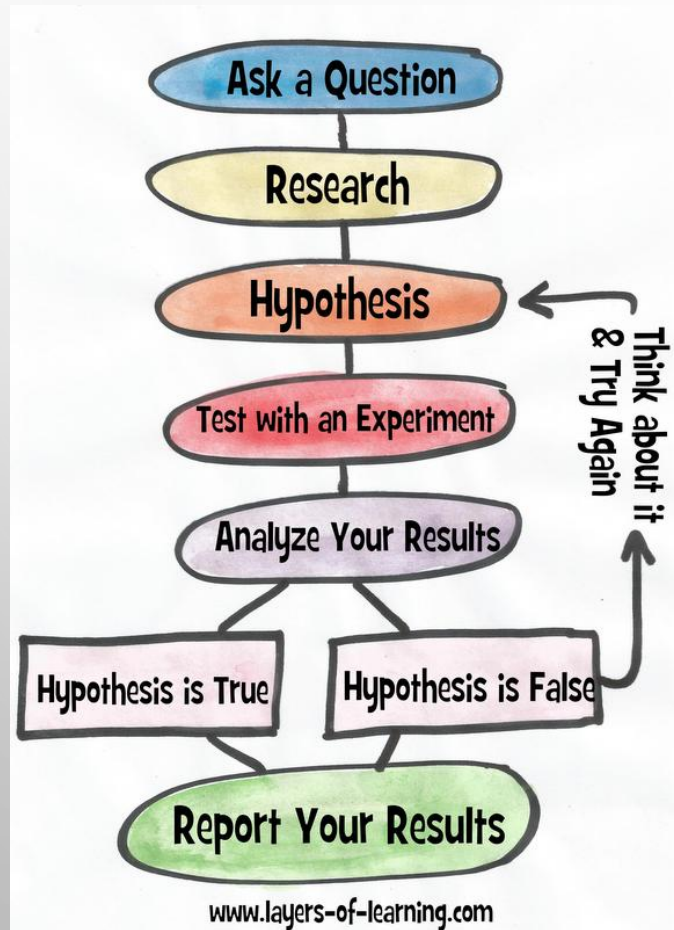 Ask a Question
Research
Hypothesis
Think about it
& Try Again
Test with an Experiment
Analyze Your Results
Hypothesis is True
Hypothesis is False
Report Your Results
www.layers-of-learning.com